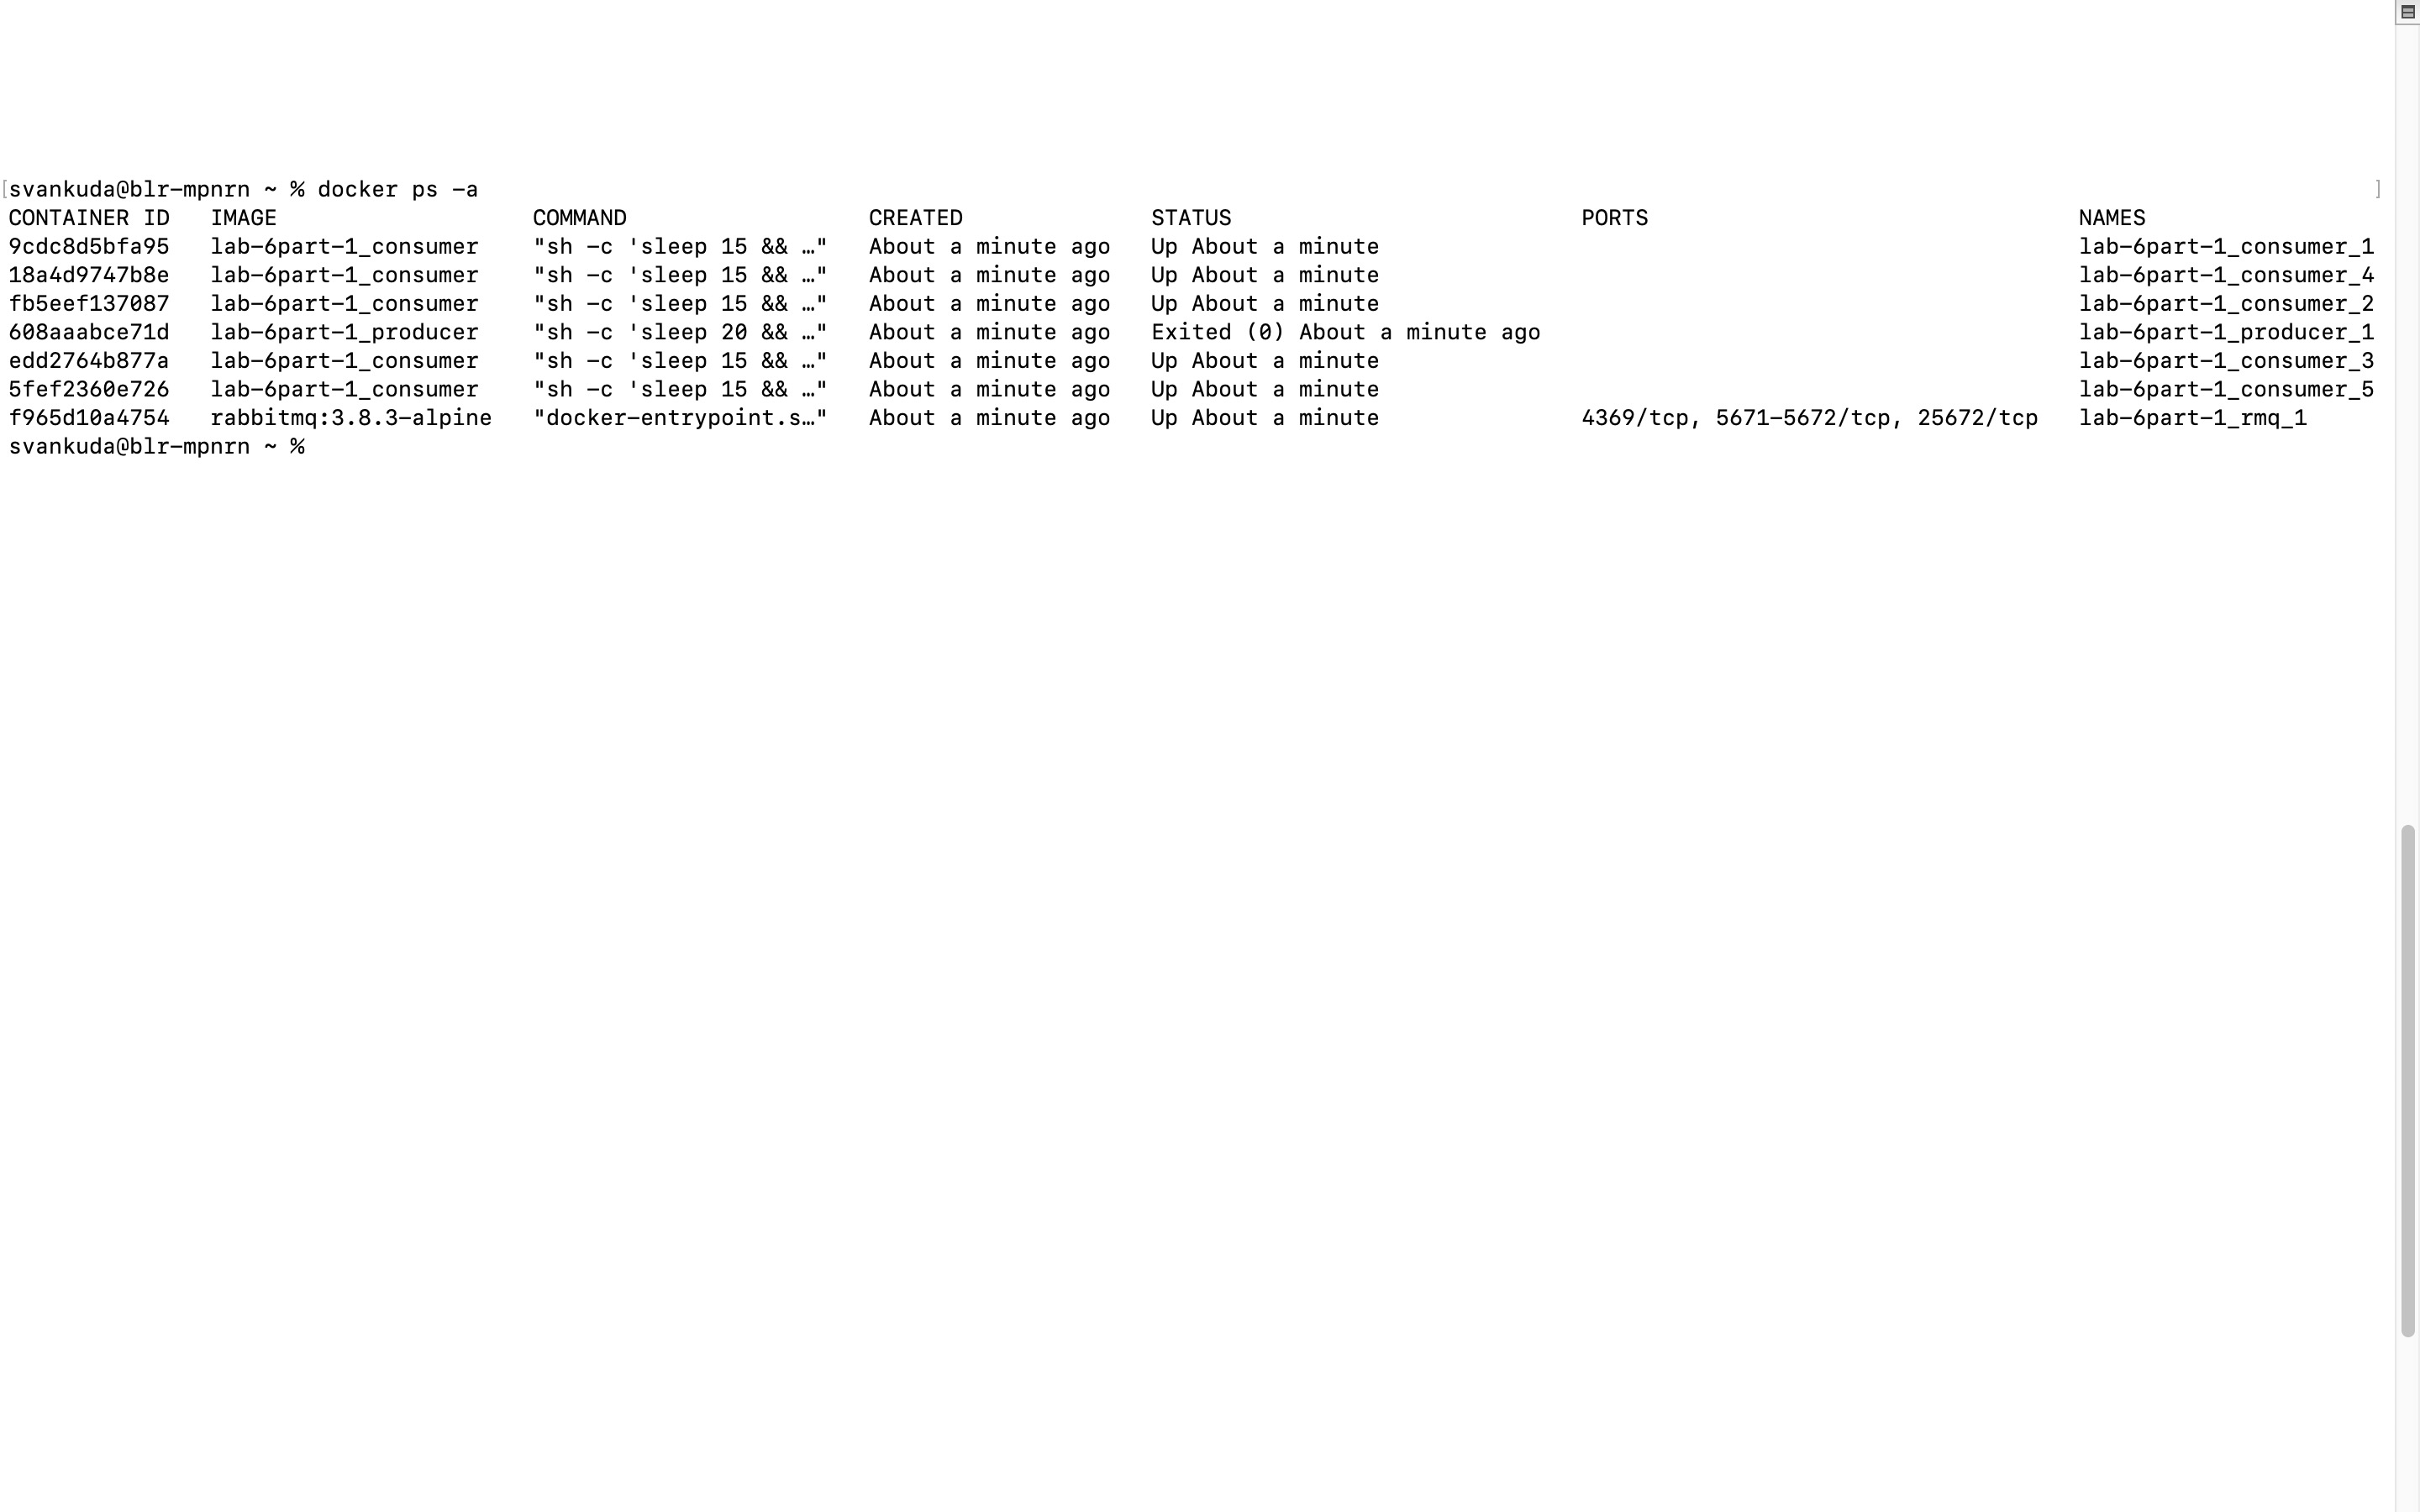 [svankuda@blr-mpnrn ~ % docker ps -a ]
CONTAINER ID   IMAGE                   COMMAND                  CREATED              STATUS                          PORTS                                NAMES
9cdc8d5bfa95   lab-6part-1_consumer    "sh -c 'sleep 15 && …"   About a minute ago   Up About a minute                                                    lab-6part-1_consumer_1
18a4d9747b8e   lab-6part-1_consumer    "sh -c 'sleep 15 && …"   About a minute ago   Up About a minute                                                    lab-6part-1_consumer_4
fb5eef137087   lab-6part-1_consumer    "sh -c 'sleep 15 && …"   About a minute ago   Up About a minute                                                    lab-6part-1_consumer_2
608aaabce71d   lab-6part-1_producer    "sh -c 'sleep 20 && …"   About a minute ago   Exited (0) About a minute ago                                        lab-6part-1_producer_1
edd2764b877a   lab-6part-1_consumer    "sh -c 'sleep 15 && …"   About a minute ago   Up About a minute                                                    lab-6part-1_consumer_3
5fef2360e726   lab-6part-1_consumer    "sh -c 'sleep 15 && …"   About a minute ago   Up About a minute                                                    lab-6part-1_consumer_5
f965d10a4754   rabbitmq:3.8.3-alpine   "docker-entrypoint.s…"   About a minute ago   Up About a minute               4369/tcp, 5671-5672/tcp, 25672/tcp   lab-6part-1_rmq_1
svankuda@blr-mpnrn ~ %